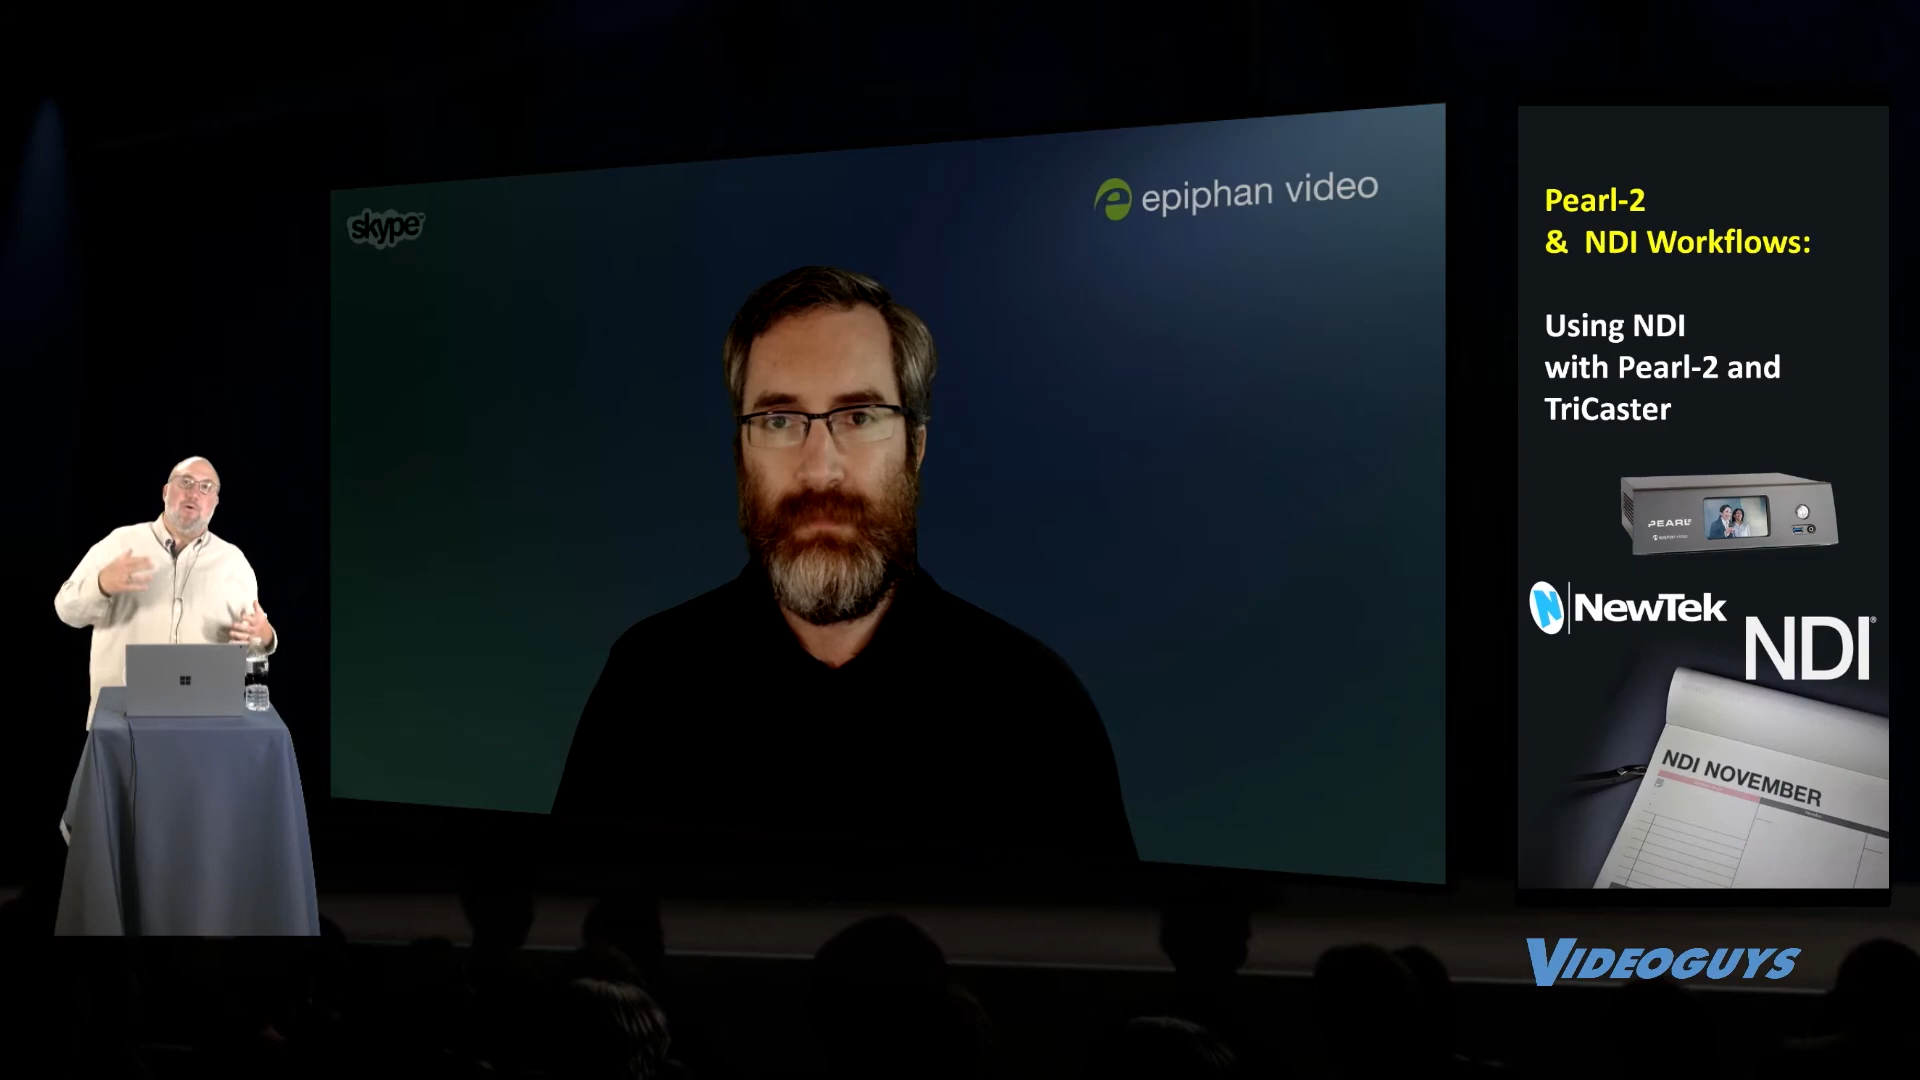 skype
epiphan video
Pearl-2
& NDI Workflows:
Using NDI
with Pearl-2 and
TriCaster
PEARL
NewTek
NDI
NDI NOVEMBER
VIDEOGUYS